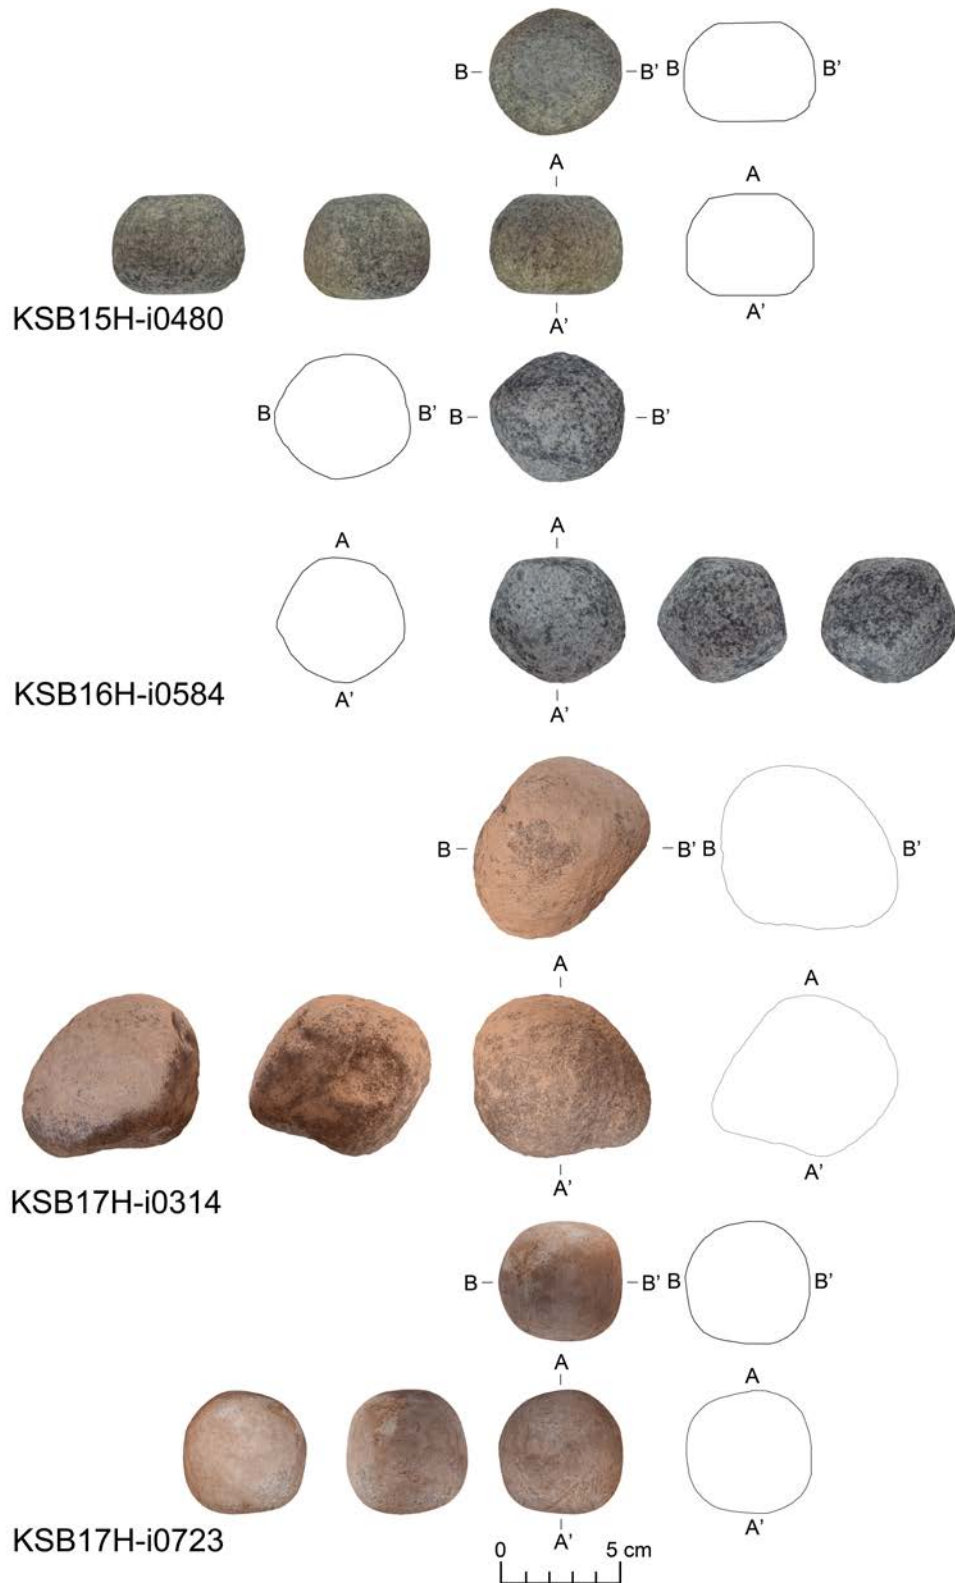 B – – B' B B'
A A
A' A'
KSB15H-i0480
B B' B – – B'
A A
A' A'
KSB16H-i0584
B – – B' B B'
A A
A' A'
KSB17H-i0314
B – – B' B B'
A A
A' A'
KSB17H-i0723
0 5 cm